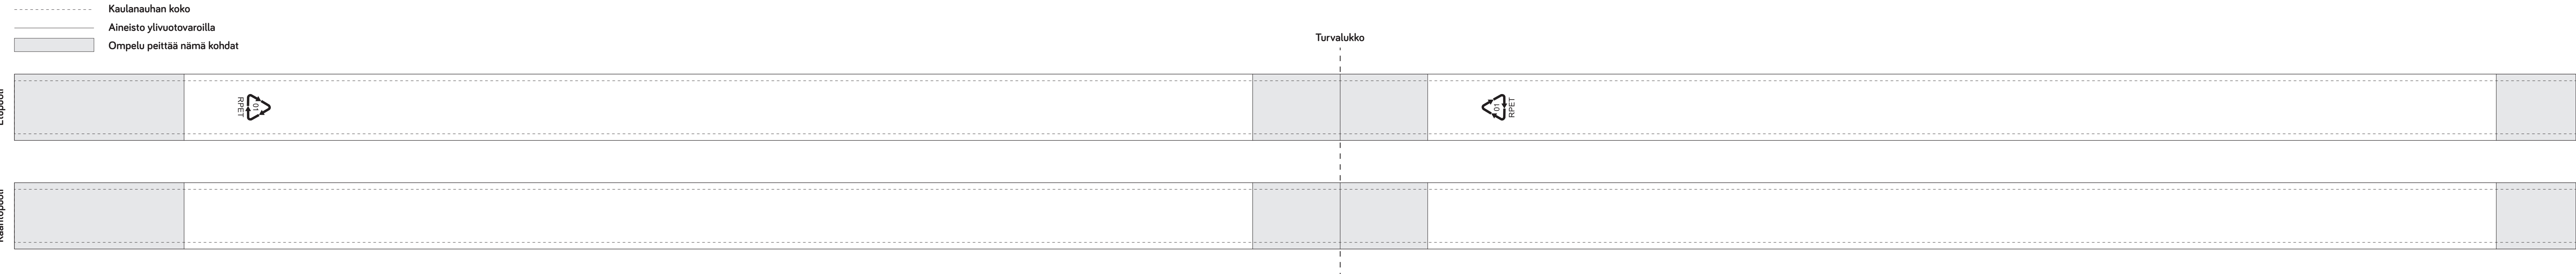 Kaulanauhan koko
Aineisto ylivuotovaroilla
Ompelu peittää nämä kohdat
Turvalukko
01
RPET
01
RPET